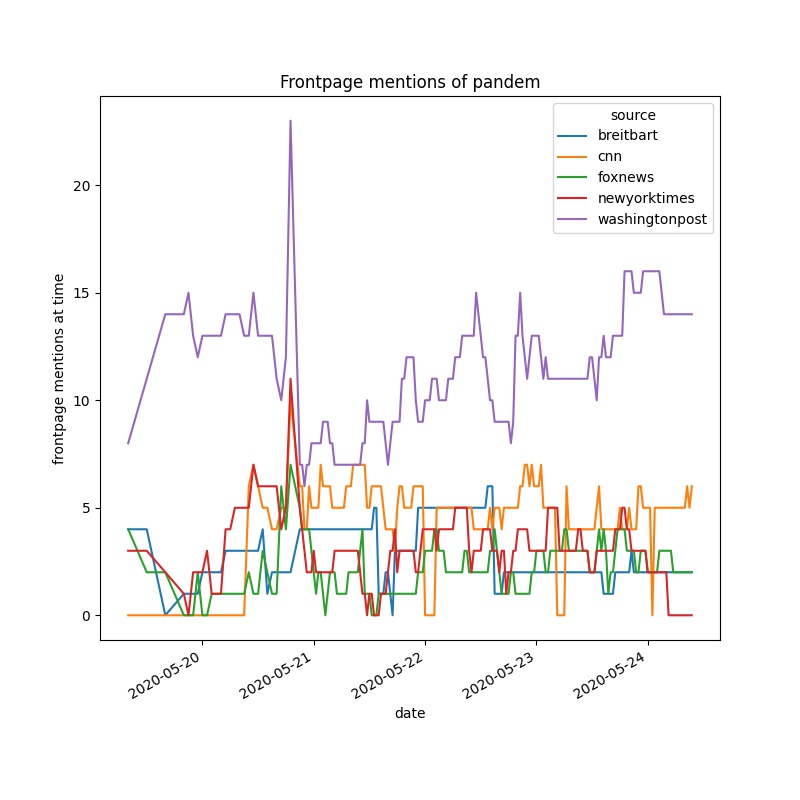 Frontpage mentions of pandem
source
breitbart
cnn
foxnews
newyorktimes
washingtonpost
frontpage mentions at time
20
15
10
5
0
2020-05-20
2020-05-21
2020-05-22
2020-05-23
2020-05-24
date